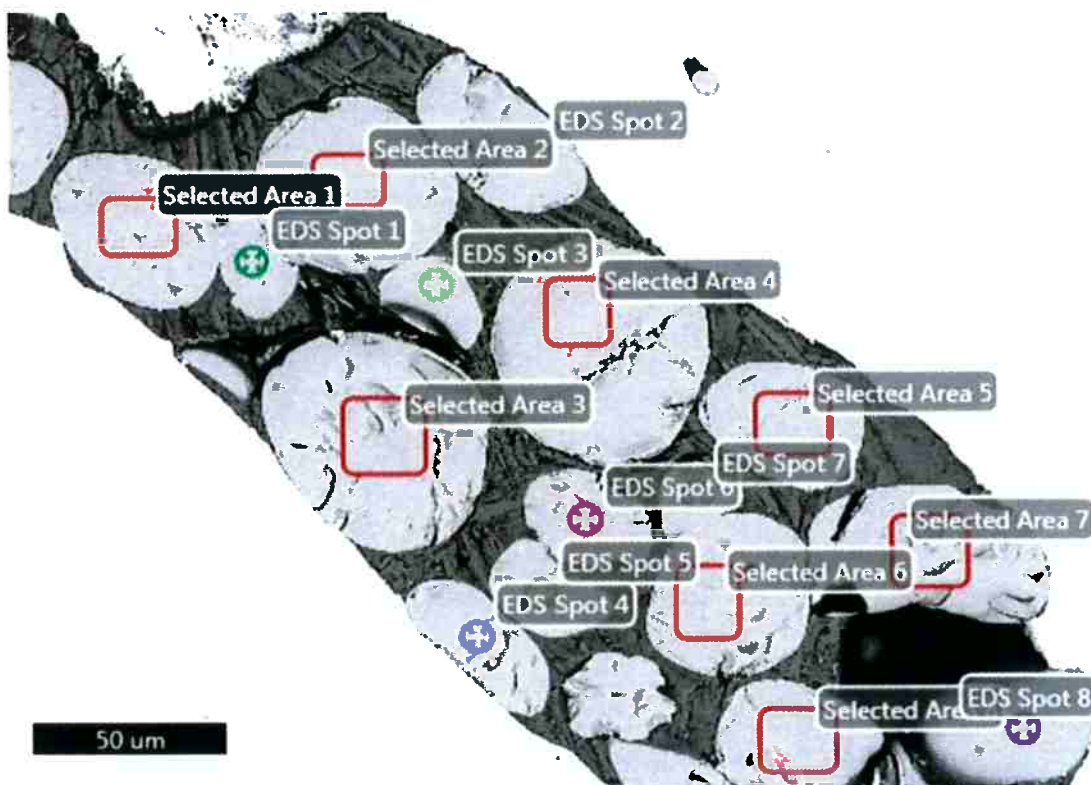 EDS Spot 2
Selected Area 2
Selected Area 1
EDS Spot 1
EDS Spot 3
Selected Area 4
Selected Area 5
Selected Area 3
EDS Spot 7
EDS Spot 6
Selected Area 7
EDS Spot 5
Selected Area 6
EDS Spot 4
EDS Spot 8
Selected Area
50 um